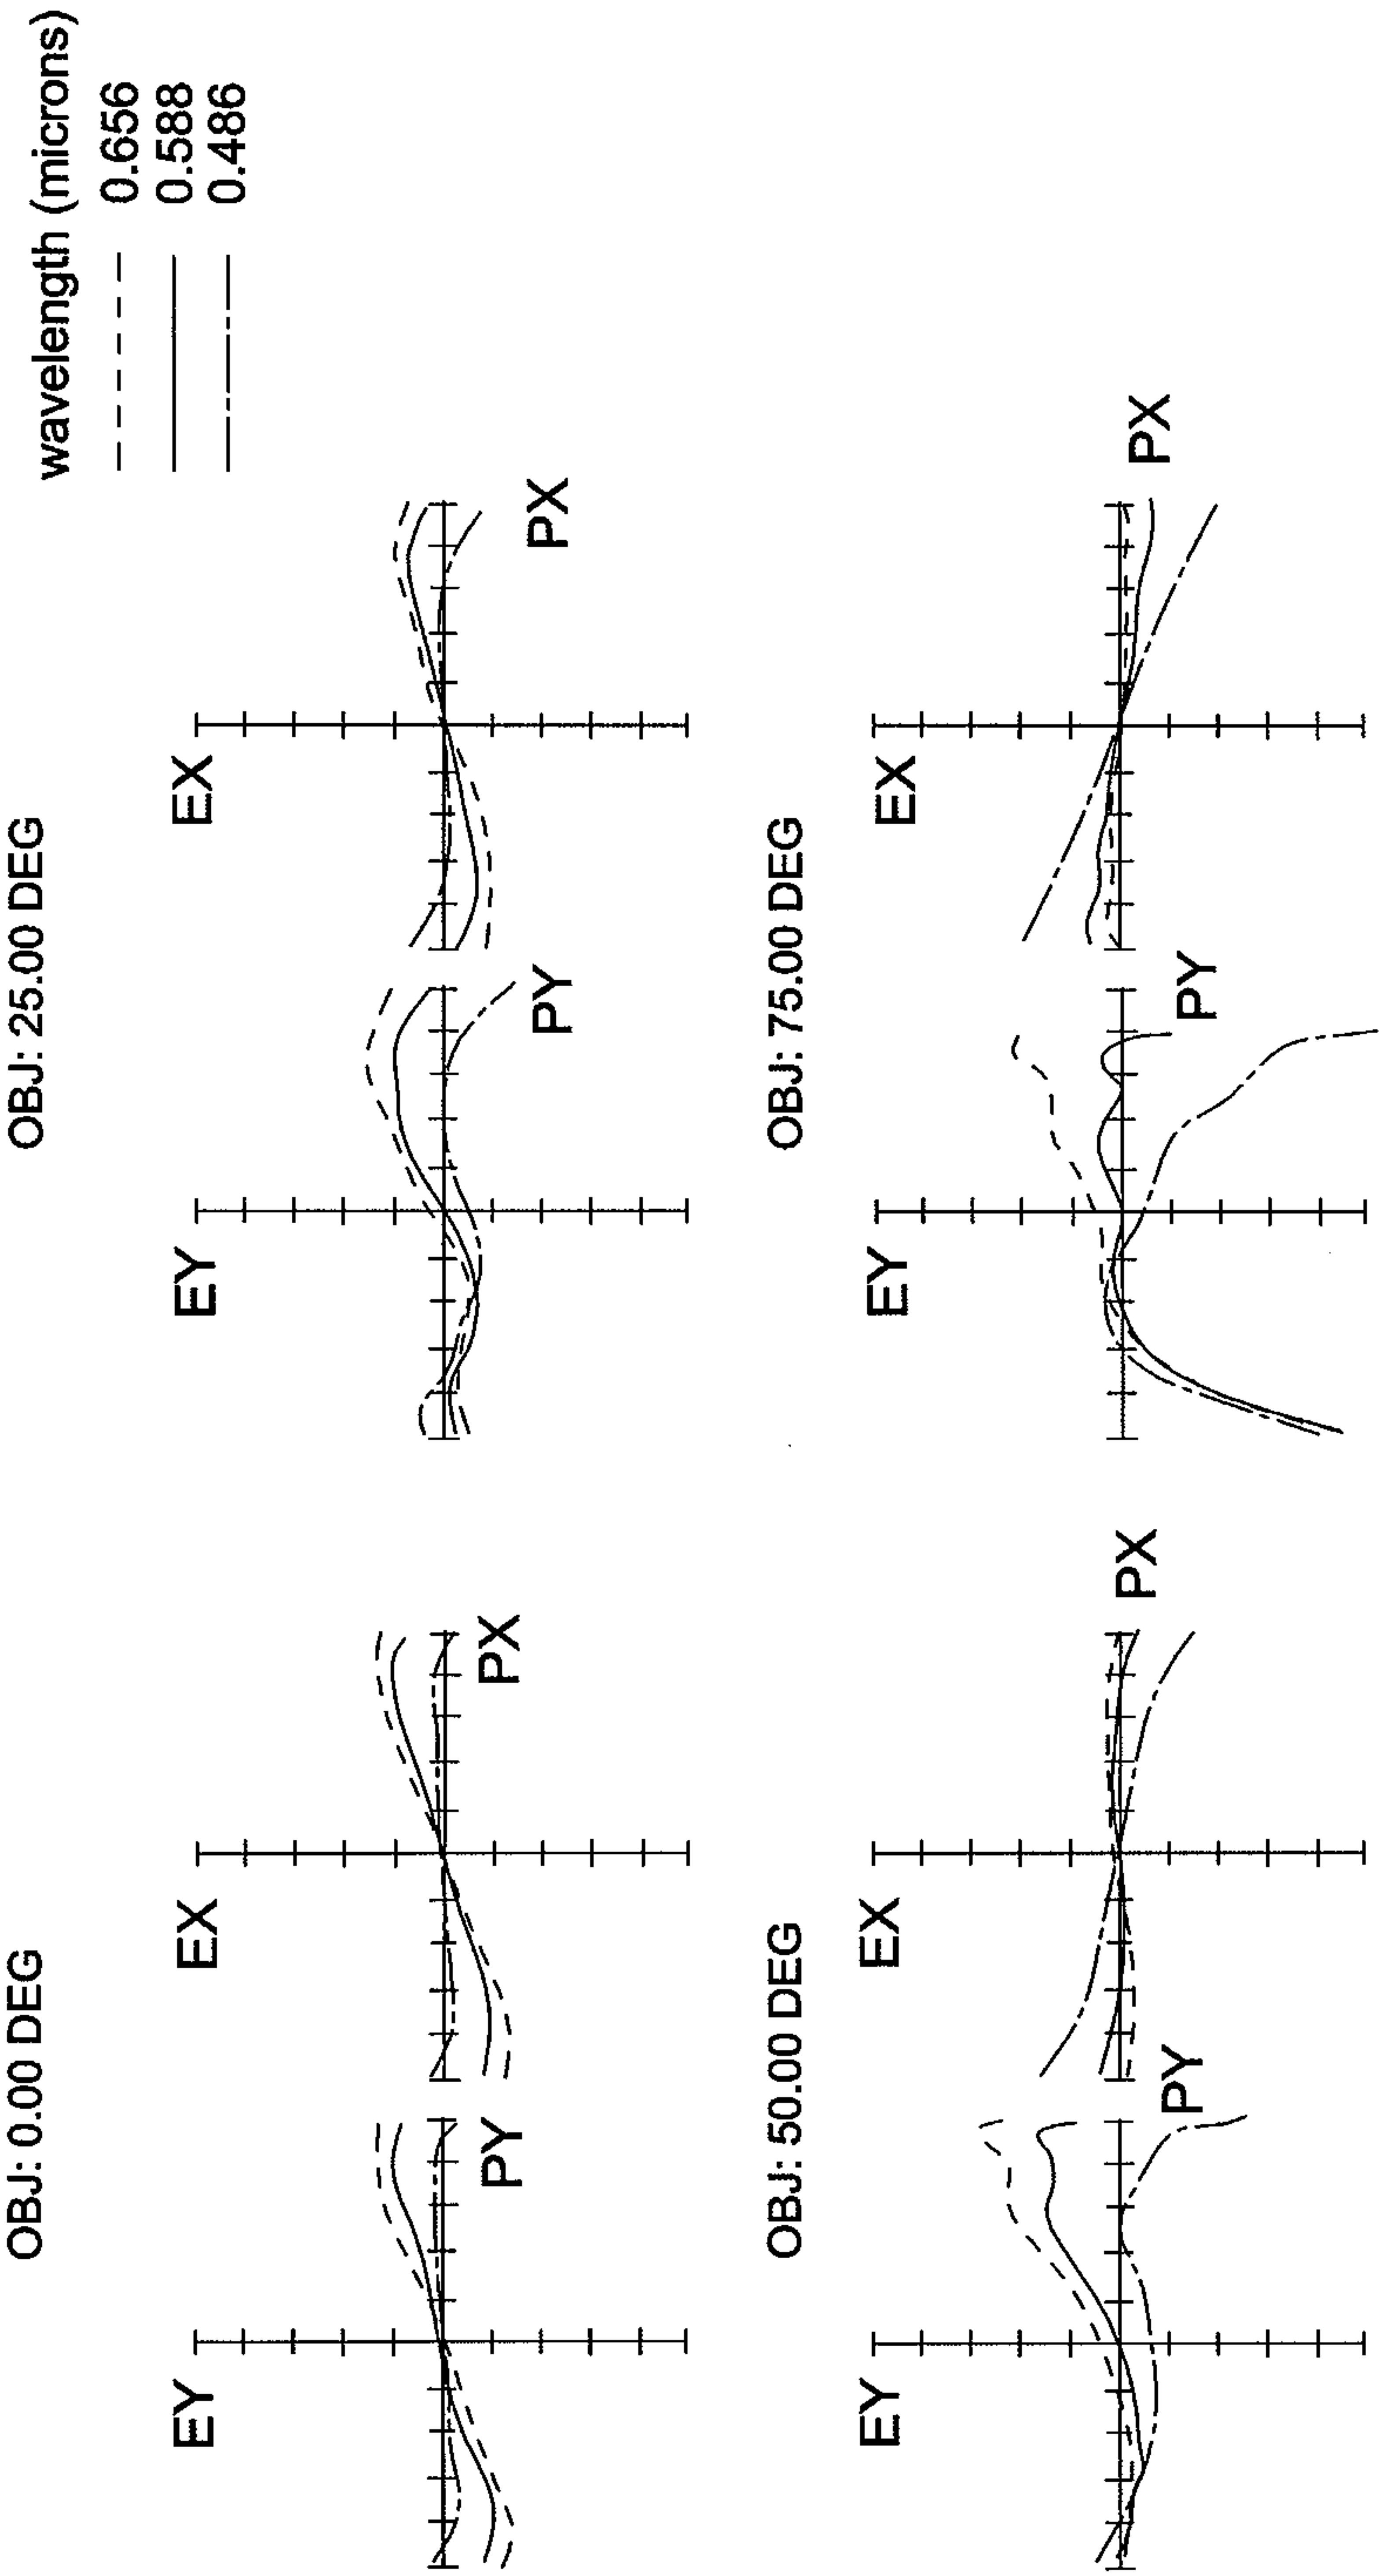 wavelength (microns)
0.656
0.588
0.486
OBJ: 0.00 DEG
EY
PY
EX
PX
OBJ: 25.00 DEG
EY
PY
EX
PX
OBJ: 50.00 DEG
EY
PY
EX
PX
OBJ: 75.00 DEG
EY
PY
EX
PX